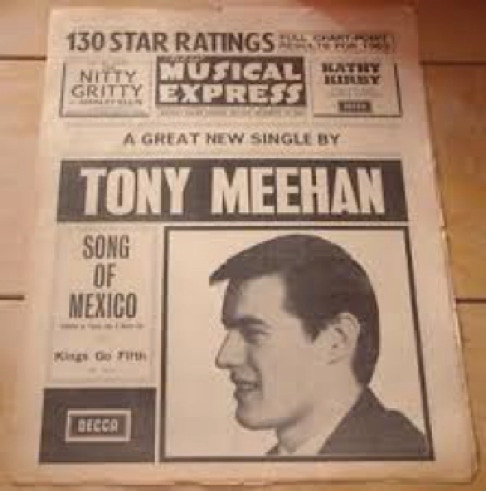 130 STAR RATINGS
FULL CHART-POINT
RESULTS FOR 1963
NITTY
GRITTY
MUSICAL
EXPRESS
KATHY
KIRBY
DECCA
A GREAT NEW SINGLE BY
TONY MEEHAN
SONG
OF
MEXICO
Kings Go Fifth
DECCA